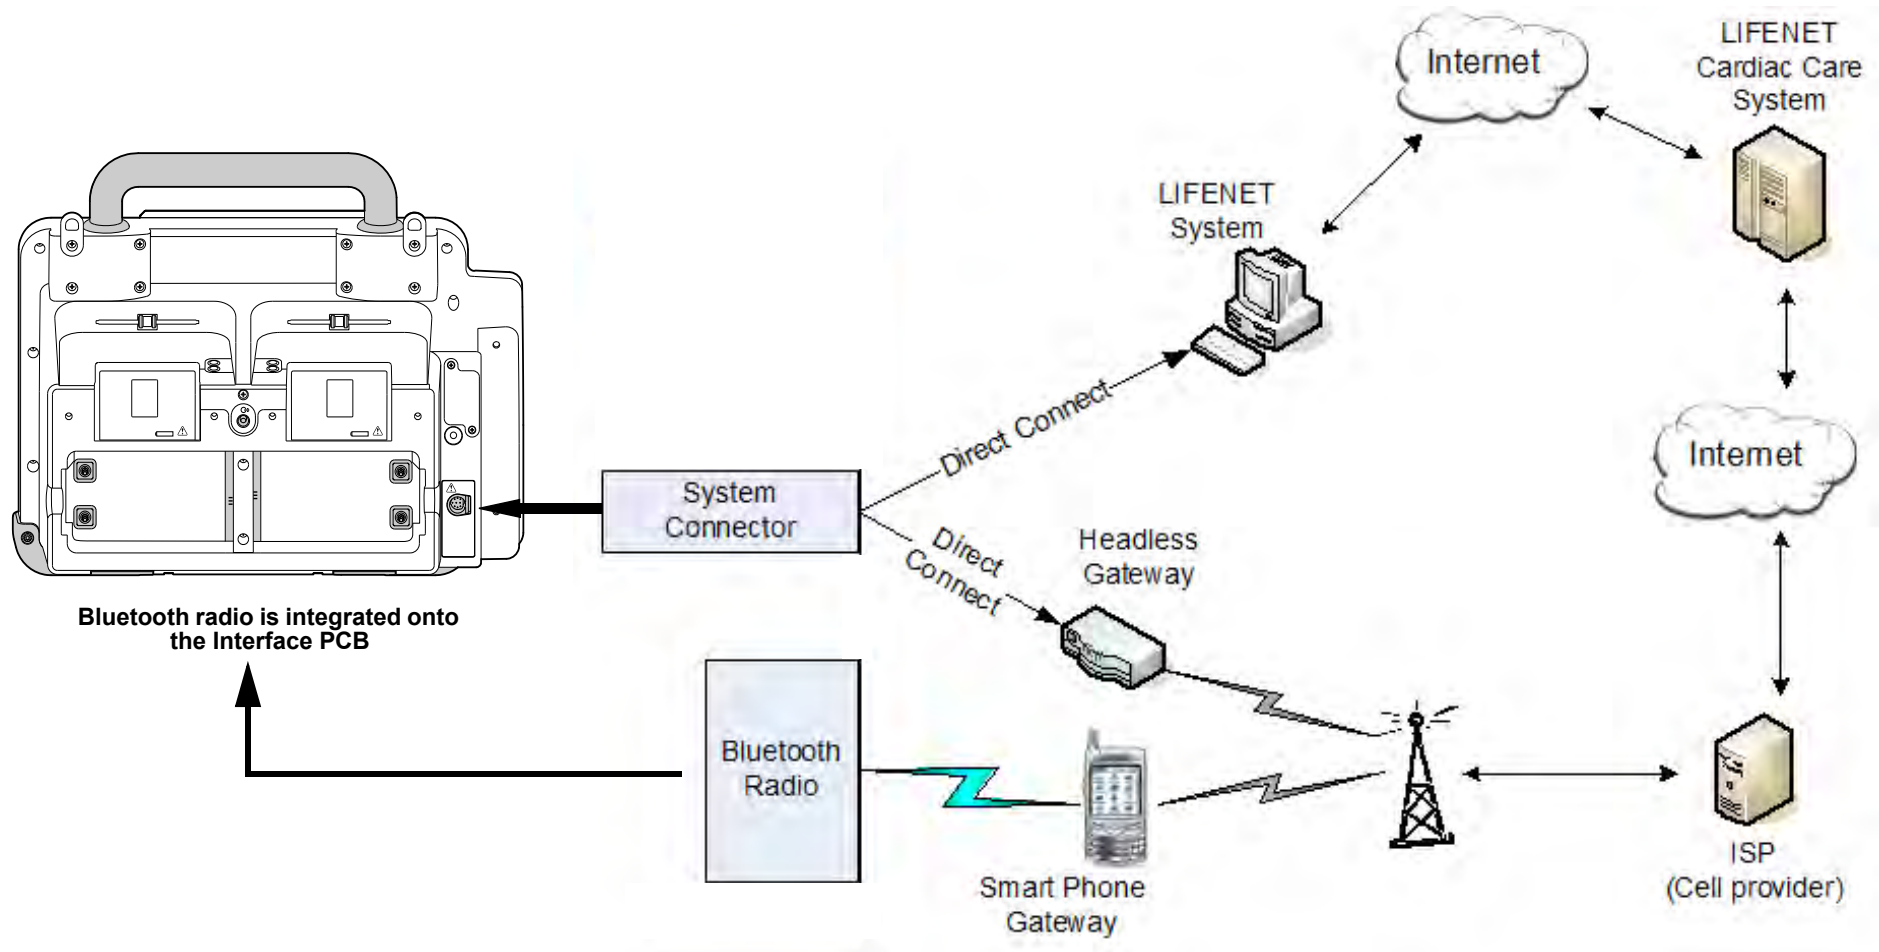 Internet
LIFENET
Cardiac Care
System
LIFENET
System
Direct Connect
System
Connector
Direct
Connect
Headless
Gateway
Internet
Bluetooth radio is integrated onto
the Interface PCB
Bluetooth
Radio
Smart Phone
Gateway
ISP
(Cell provider)